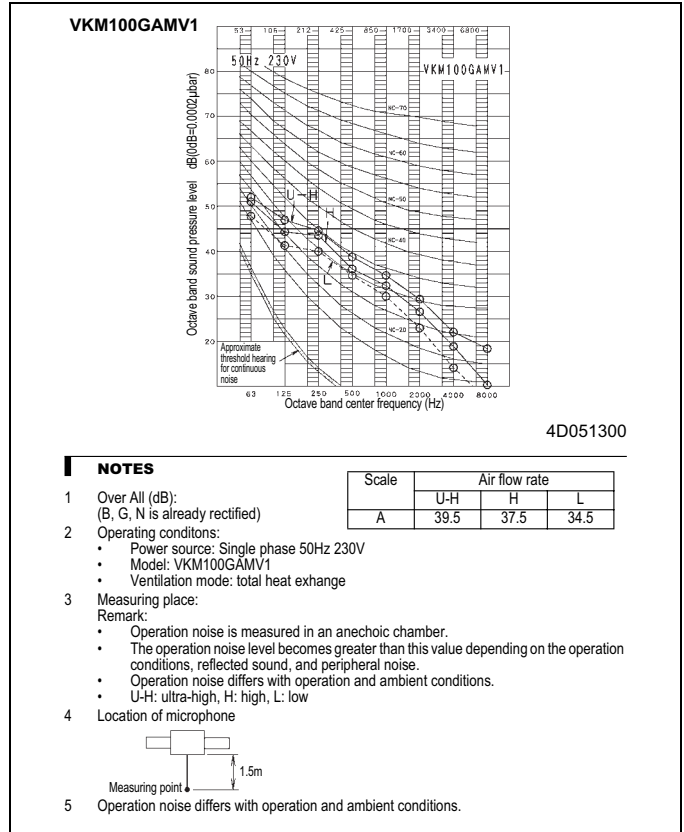 VKM100GAMV1
53– 106– 212– 425– 850– 1700– 3400– 6800–
50Hz 230V
VKM100GAMV1
80
70
60
50
40
30
20
Octave band sound pressure level dB(0dB=0.0002µbar)
NC-70
NC-60
NC-50
NC-40
NC-20
U–H
H
L
Approximate
threshold hearing
for continuous
noise
63 125 250 500 1000 2000 4000 8000
Octave band center frequency (Hz)
4D051300
NOTES
1 Over All (dB):
(B, G, N is already rectified)
Scale Air flow rate
U-H H L
A 39.5 37.5 34.5
2 Operating conditons:
• Power source: Single phase 50Hz 230V
• Model: VKM100GAMV1
• Ventilation mode: total heat exhange
3 Measuring place:
Remark:
• Operation noise is measured in an anechoic chamber.
• The operation noise level becomes greater than this value depending on the operation
conditions, reflected sound, and peripheral noise.
• Operation noise differs with operation and ambient conditions.
• U-H: ultra-high, H: high, L: low
4 Location of microphone
1.5m
Measuring point
5 Operation noise differs with operation and ambient conditions.